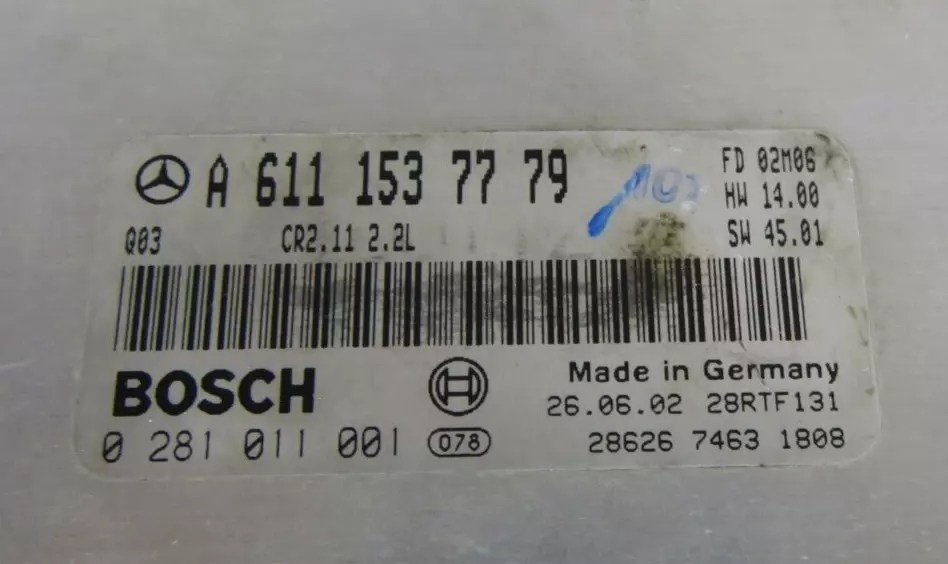 A 611 153 77 79
FD 02M06
HW 14.00
SW 45.01
Q03 CR2.11 2.2L
BOSCH
0 281 011 001 078
Made in Germany
26.06.02 28RTF131
28626 7463 1808